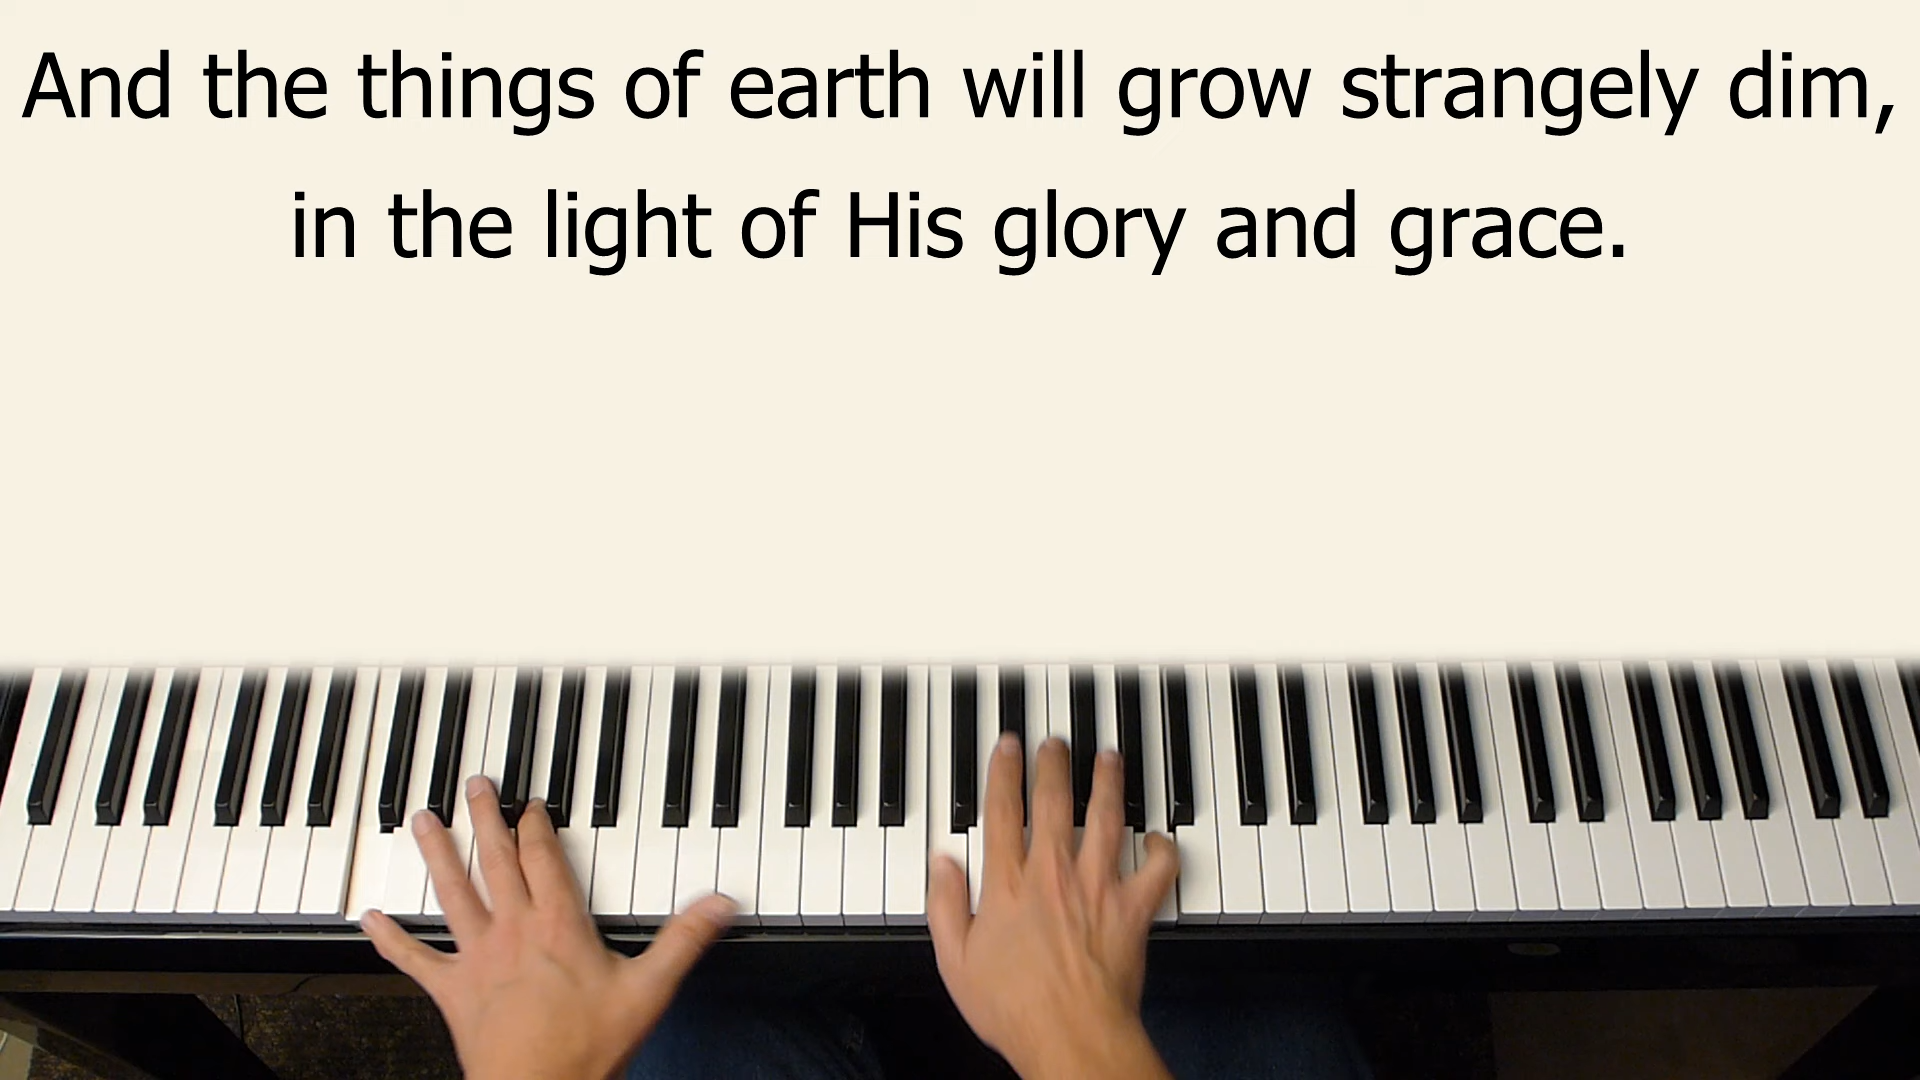 And the things of earth will grow strangely dim,
in the light of His glory and grace.